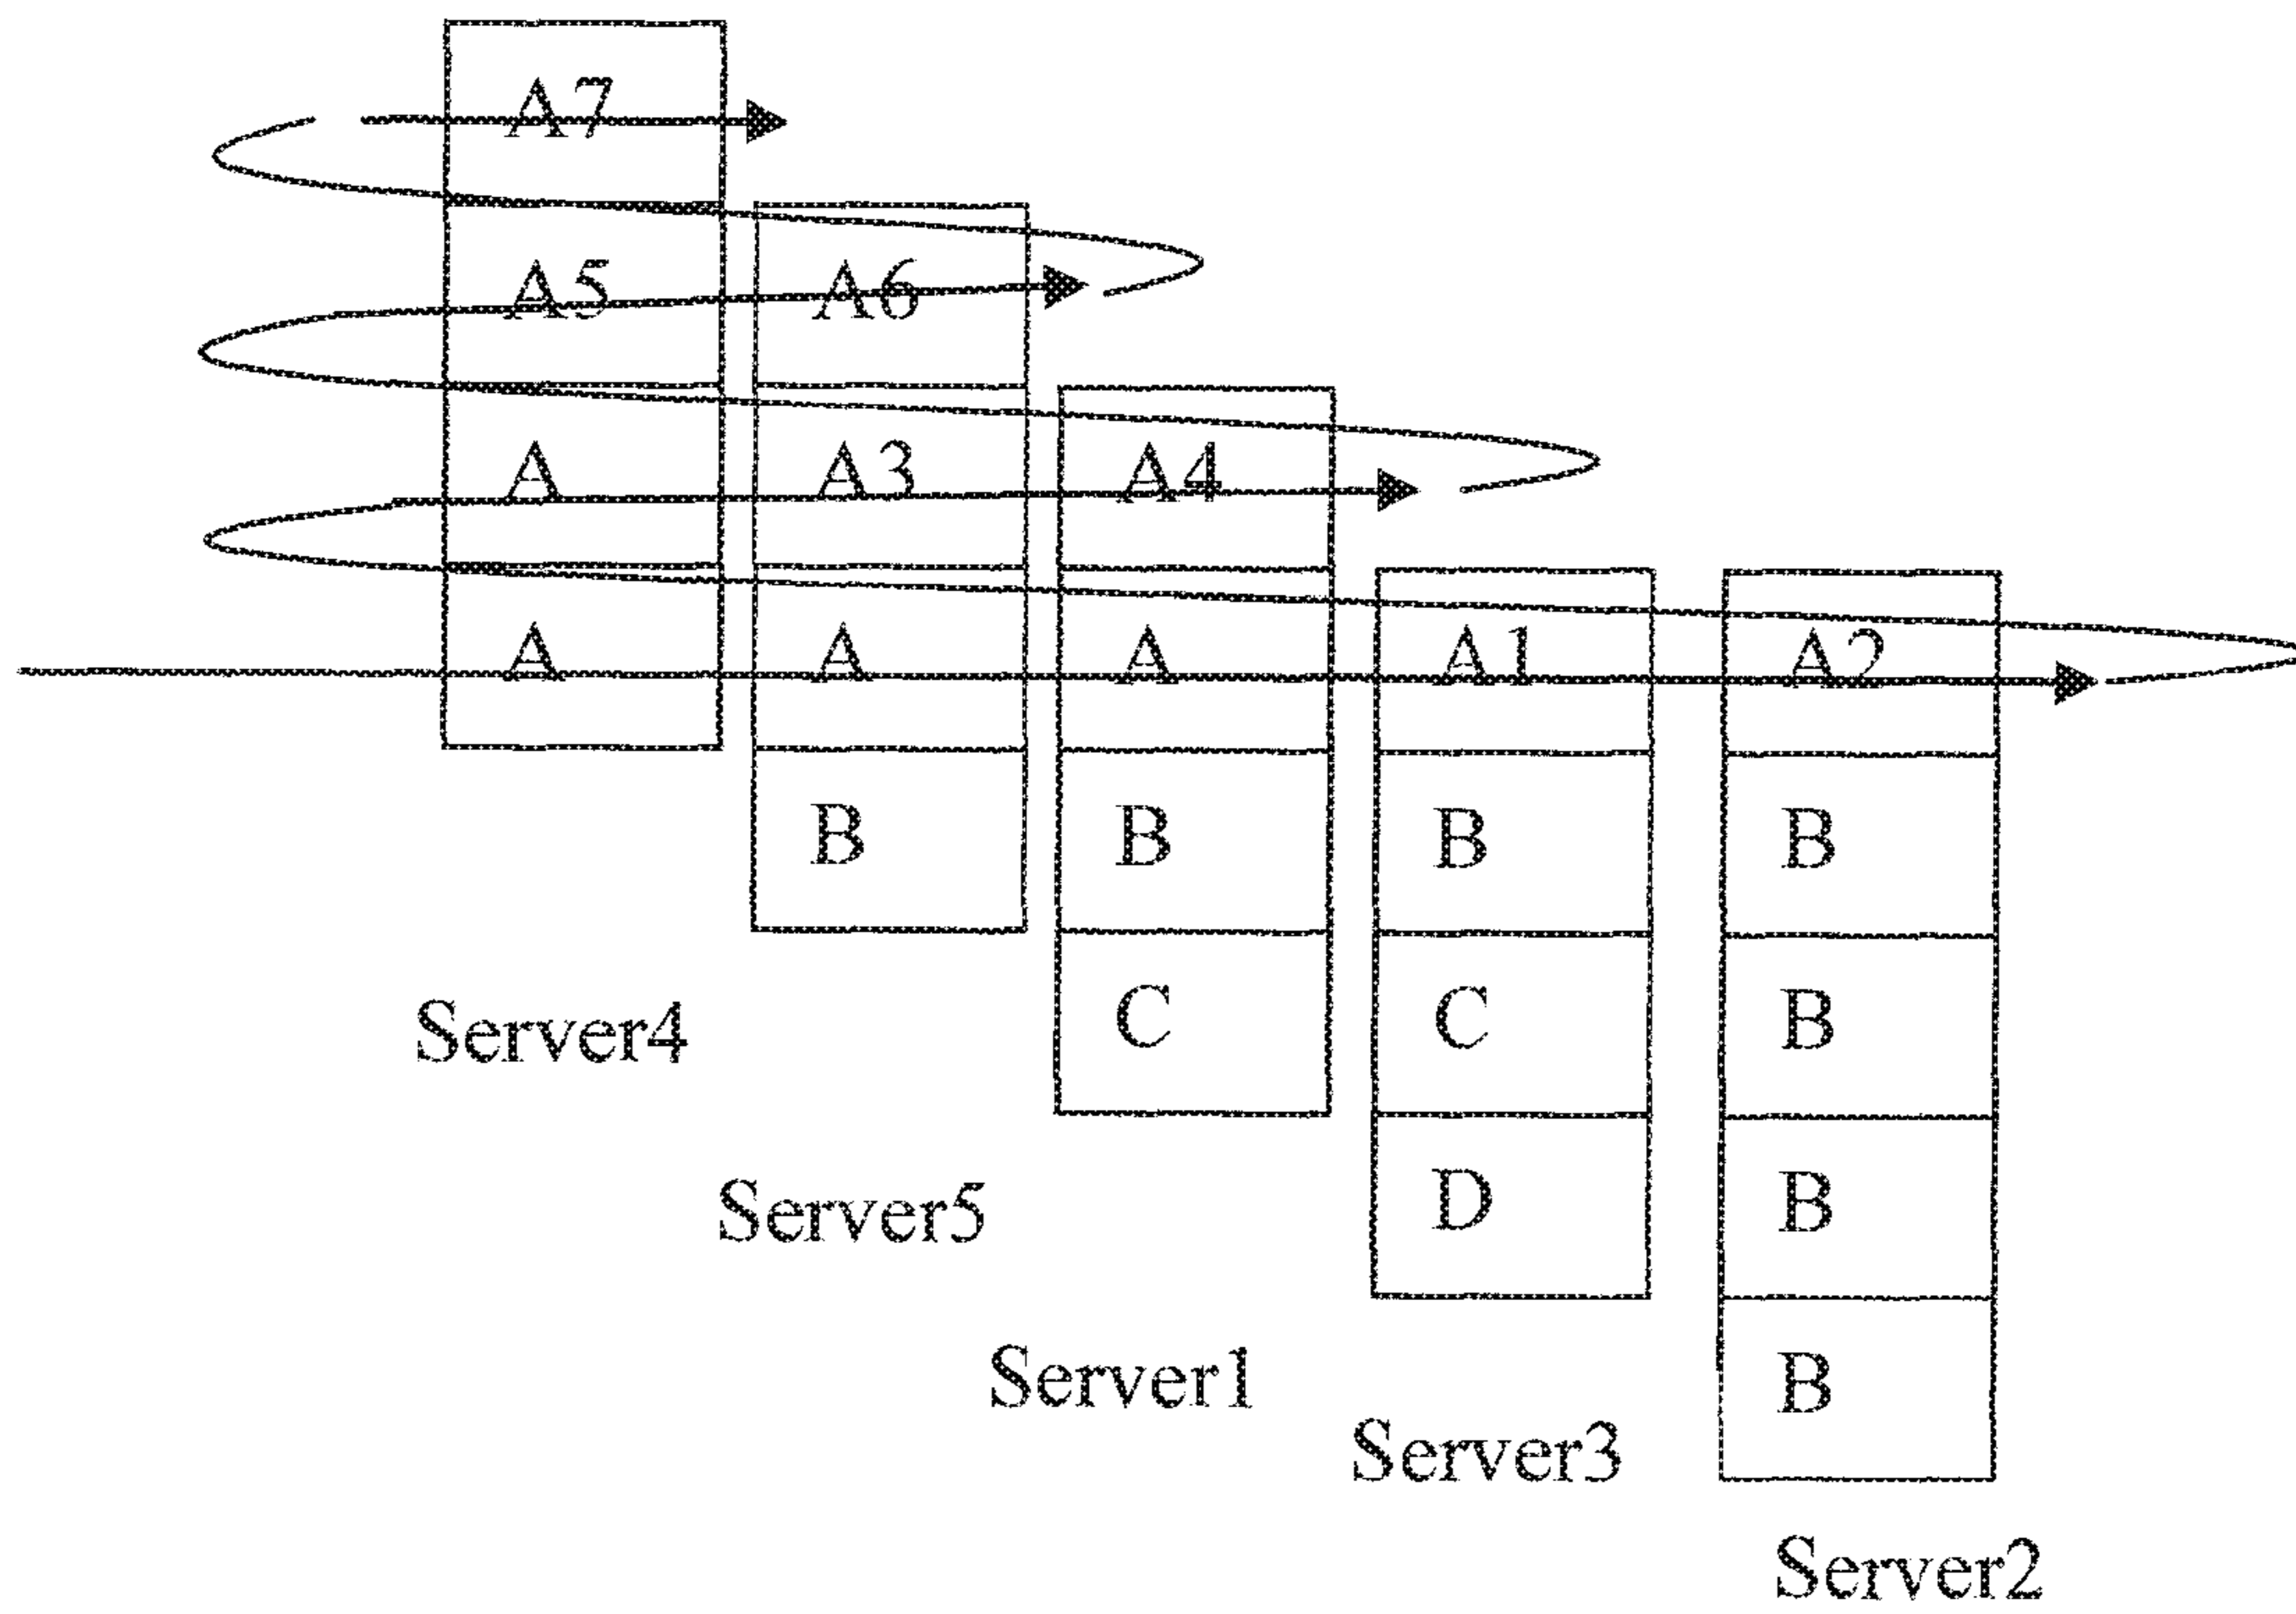 A7
A5 A6
A A3 A4
A A A A1 A2
B B B B
C C B
D B
B
Server4
Server5
Server1
Server3
Server2